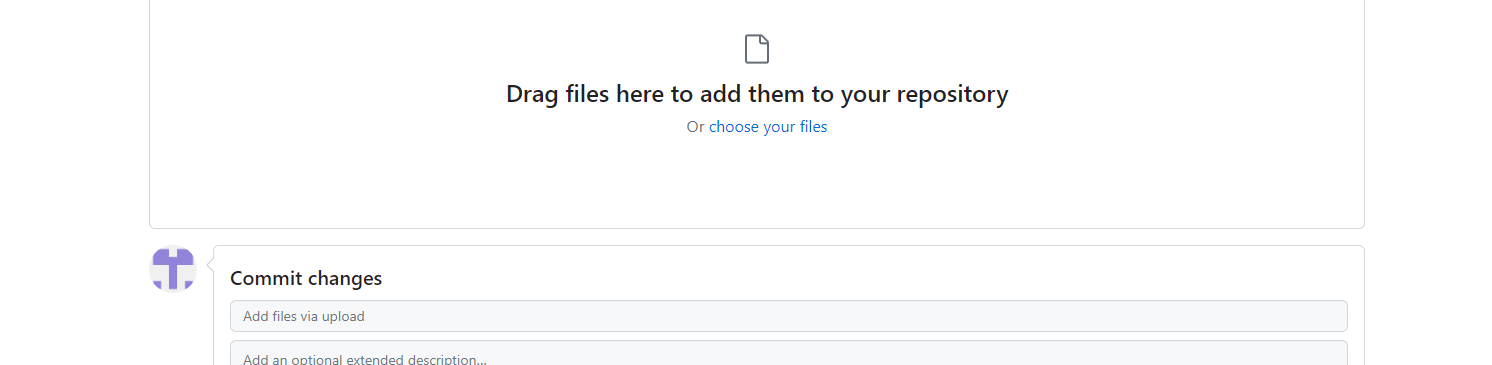 Drag files here to add them to your repository
Or choose your files
Commit changes
Add files via upload
Add an optional extended description...